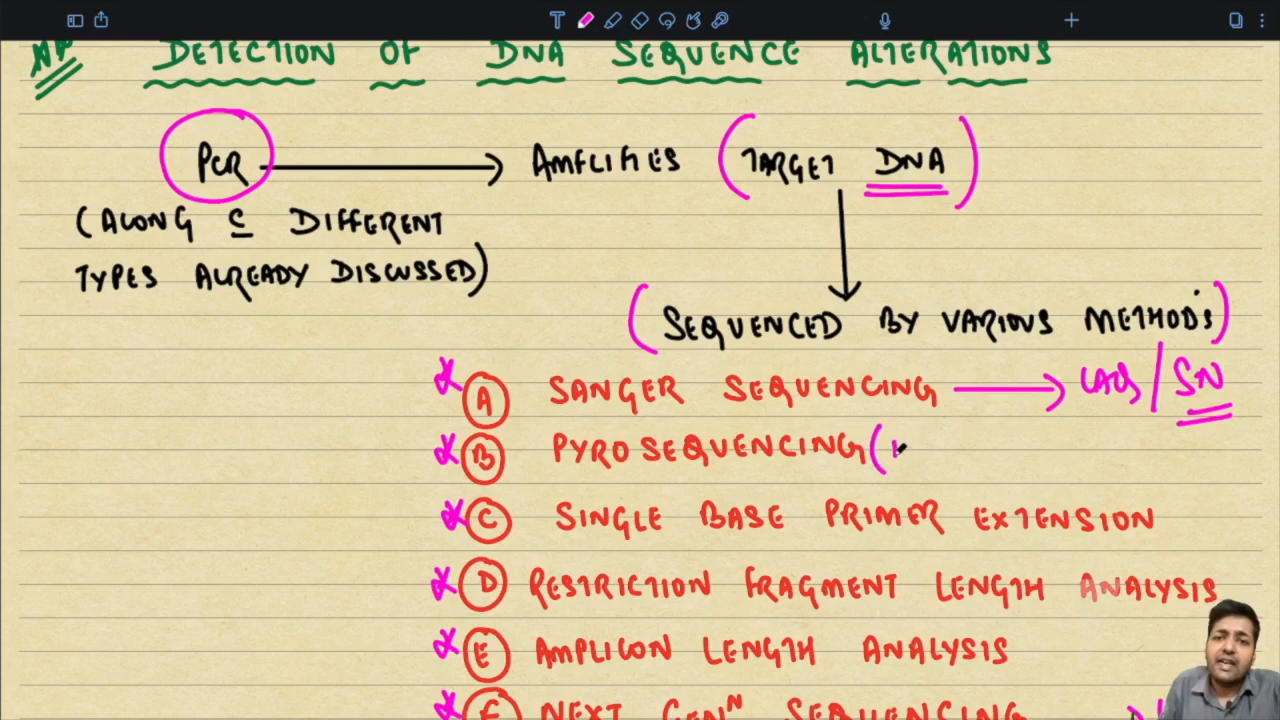 DETECTION OF DNA SEQUENCE ALTERATIONS
PCR → AMPLIFIES (TARGET DNA)
(ALONG C̲ DIFFERENT
TYPES ALREADY DISCUSSED)
(SEQUENCED BY VARIOUS METHODS)
A SANGER SEQUENCING → LAQ/SN
B PYROSEQUENCING (
C SINGLE BASE PRIMER EXTENSION
D RESTRICTION FRAGMENT LENGTH ANALYSIS
E AMPLICON LENGTH ANALYSIS
F NEXT GENN SEQUENCING